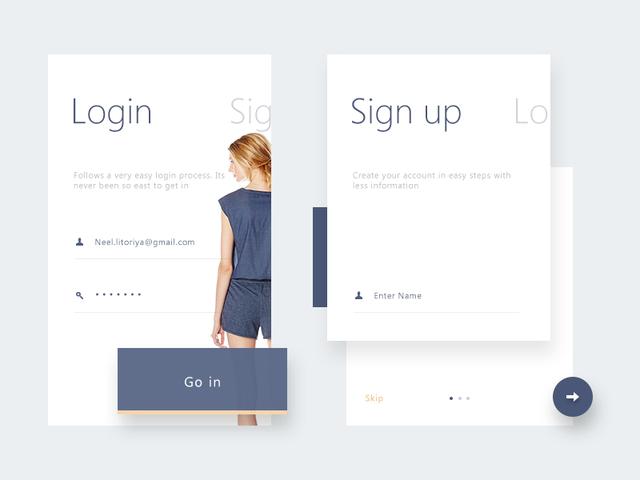 Login
Sig
Follows a very easy login process. Its
never been so east to get in
Neel.litoriya@gmail.com
Go in
Sign up
Lo
Create your account in easy steps with
less information
Enter Name
Skip